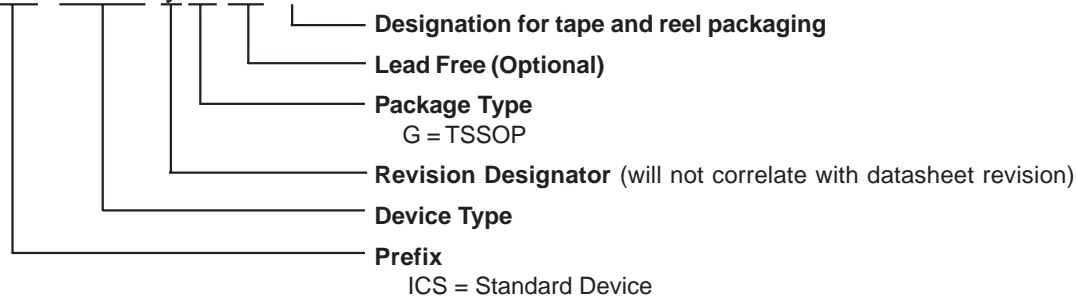 Designation for tape and reel packaging
Lead Free (Optional)
Package Type
G = TSSOP
Revision Designator (will not correlate with datasheet revision)
Device Type
Prefix
ICS = Standard Device